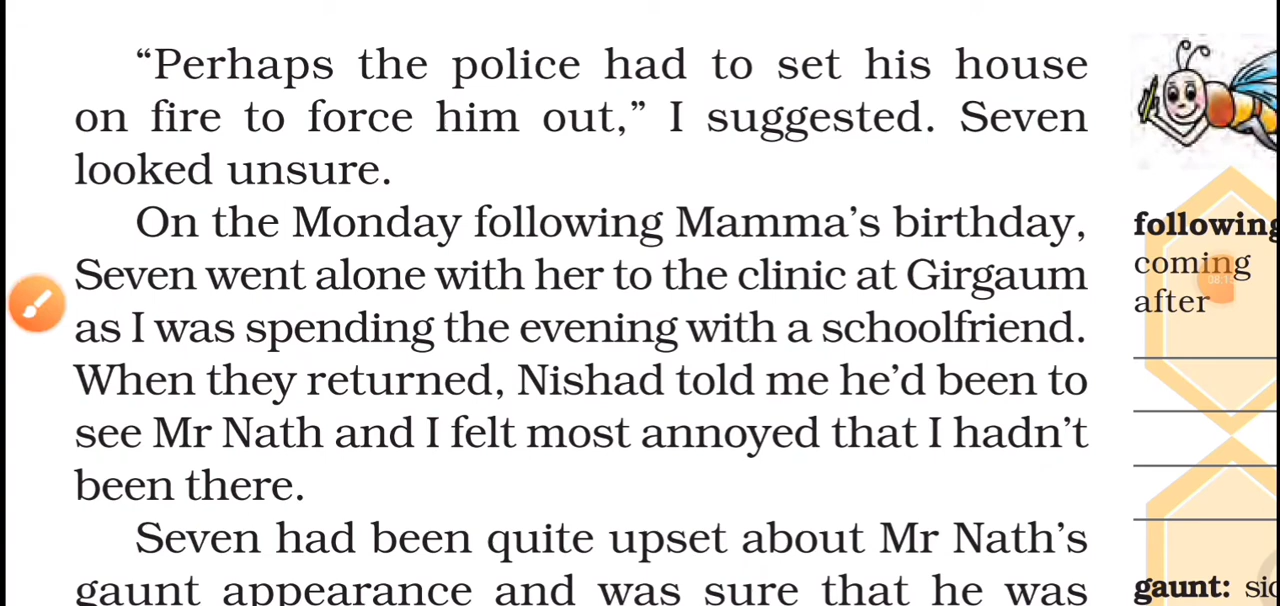 “Perhaps the police had to set his house
on fire to force him out,” I suggested. Seven
looked unsure.
On the Monday following Mamma’s birthday,
Seven went alone with her to the clinic at Girgaum
as I was spending the evening with a schoolfriend.
When they returned, Nishad told me he’d been to
see Mr Nath and I felt most annoyed that I hadn’t
been there.
Seven had been quite upset about Mr Nath’s
gaunt appearance and was sure that he was
following
coming
after
gaunt: